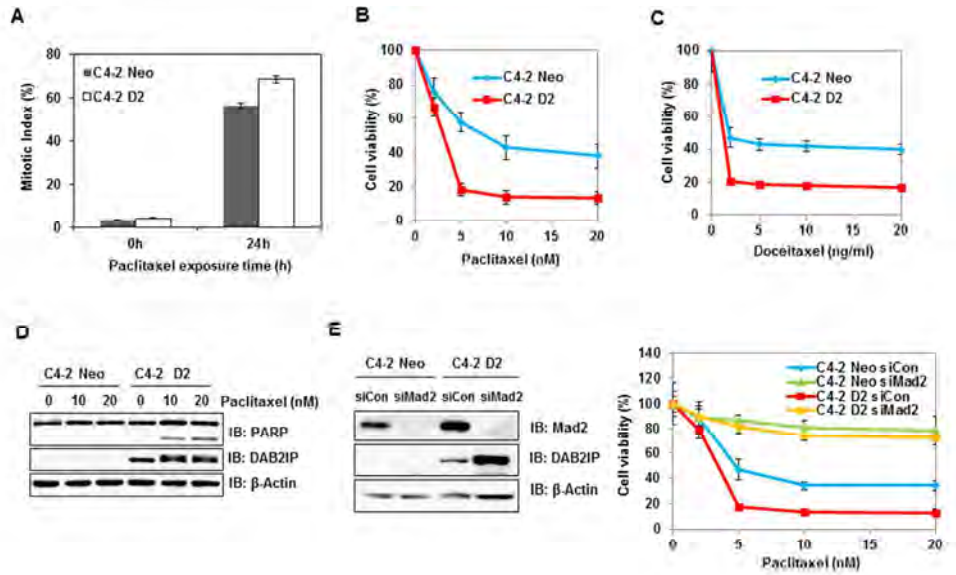 A
Mitotic Index (%)
80
60
40
20
0
C4-2 Neo
C4-2 D2
0h
24h
Paclitaxel exposure time (h)
B
Cell viability (%)
100
80
60
40
20
0
C4-2 Neo
C4-2 D2
0
5
10
15
20
Paclitaxel (nM)
C
Cell viability (%)
100
80
60
40
20
0
C4-2 Neo
C4-2 D2
0
5
10
15
20
Doceitaxel (ng/ml)
D
C4-2 Neo C4-2 D2
0 10 20 0 10 20 Paclitaxel (nM)
IB: PARP
IB: DAB2IP
IB: β-Actin
E
C4-2 Neo C4-2 D2
siCon siMad2 siCon siMad2
IB: Mad2
IB: DAB2IP
IB: β-Actin
Cell viability (%)
140
120
100
80
60
40
20
0
C4-2 Neo siCon
C4-2 Neo siMad2
C4-2 D2 siCon
C4-2 D2 siMad2
0
5
10
15
20
Paclitaxel (nM)